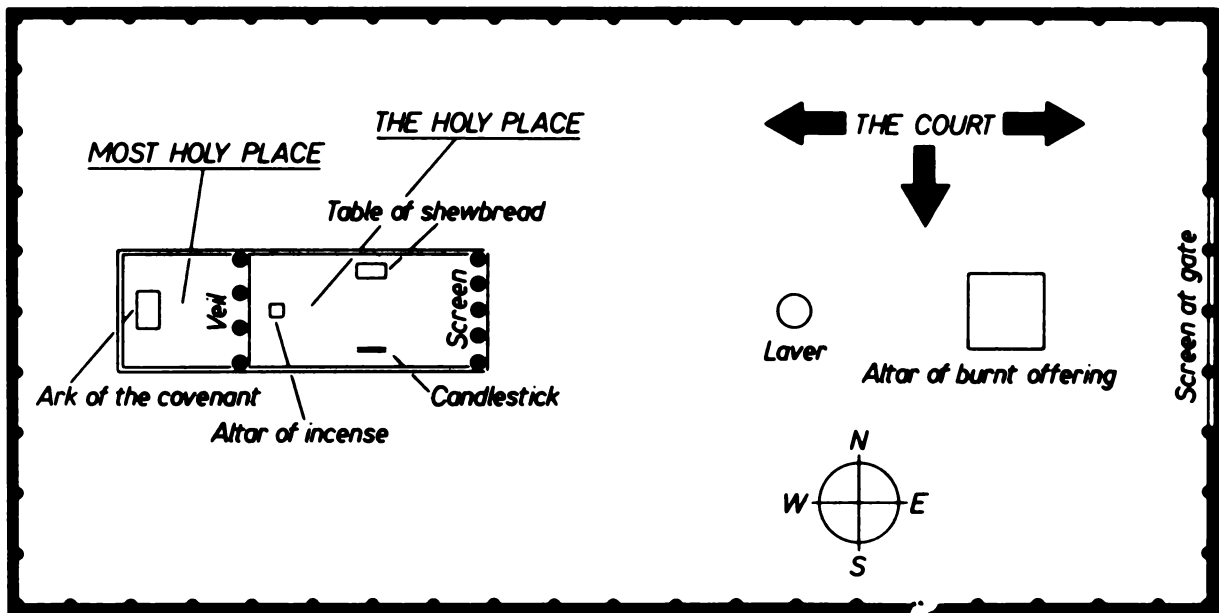 THE HOLY PLACE
MOST HOLY PLACE
THE COURT
Table of shewbread
Veil
Screen
Screen at gate
Laver
Altar of burnt offering
Ark of the covenant
Candlestick
Altar of incense
N
W E
S